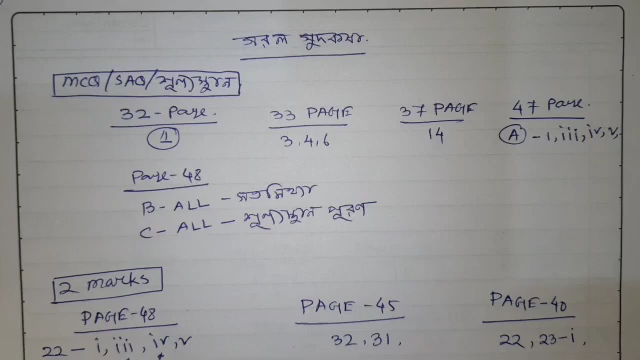 সরল সুদকষা.
MCQ/SAQ/শূন্যস্থান
32-Page. 33 PAGE 37 PAGE 47 Page.
1 3,4,6 14 A - i, iii, iv, v,
Page-48
B- ALL - সত্যমিথ্যা
C- ALL - শূন্যস্থান পূরণ
2 marks
PAGE-48 PAGE-45 PAGE-40
22 - i, iii, iv, v 32,31, 22, 23-i,